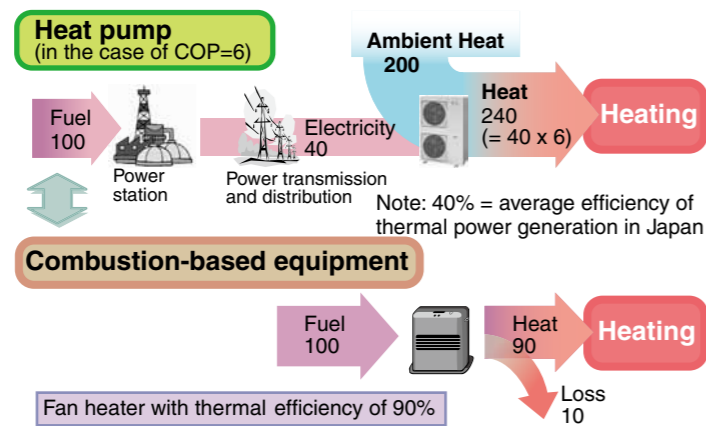 Heat pump
(in the case of COP=6)
Ambient Heat
200
Fuel
100
Power
station
Electricity
40
Power transmission
and distribution
Heat
240
(= 40 x 6)
Heating
Note: 40% = average efficiency of
thermal power generation in Japan
Combustion-based equipment
Fuel
100
Heat
90
Heating
Loss
10
Fan heater with thermal efficiency of 90%